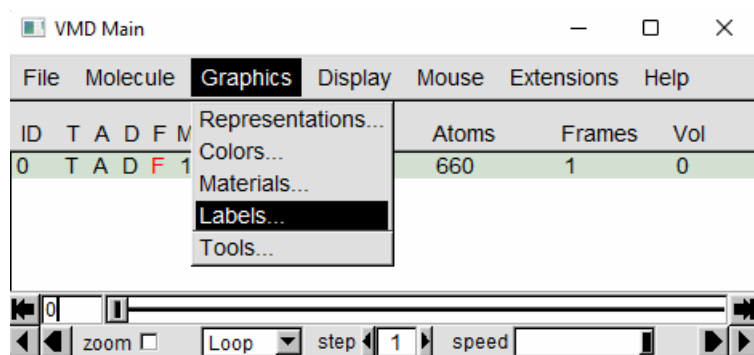 VMD Main
File Molecule Graphics Display Mouse Extensions Help
ID T A D F M Atoms Frames Vol
0 T A D F 1 660 1 0
Representations...
Colors...
Materials...
Labels...
Tools...
0
zoom Loop step 1 speed